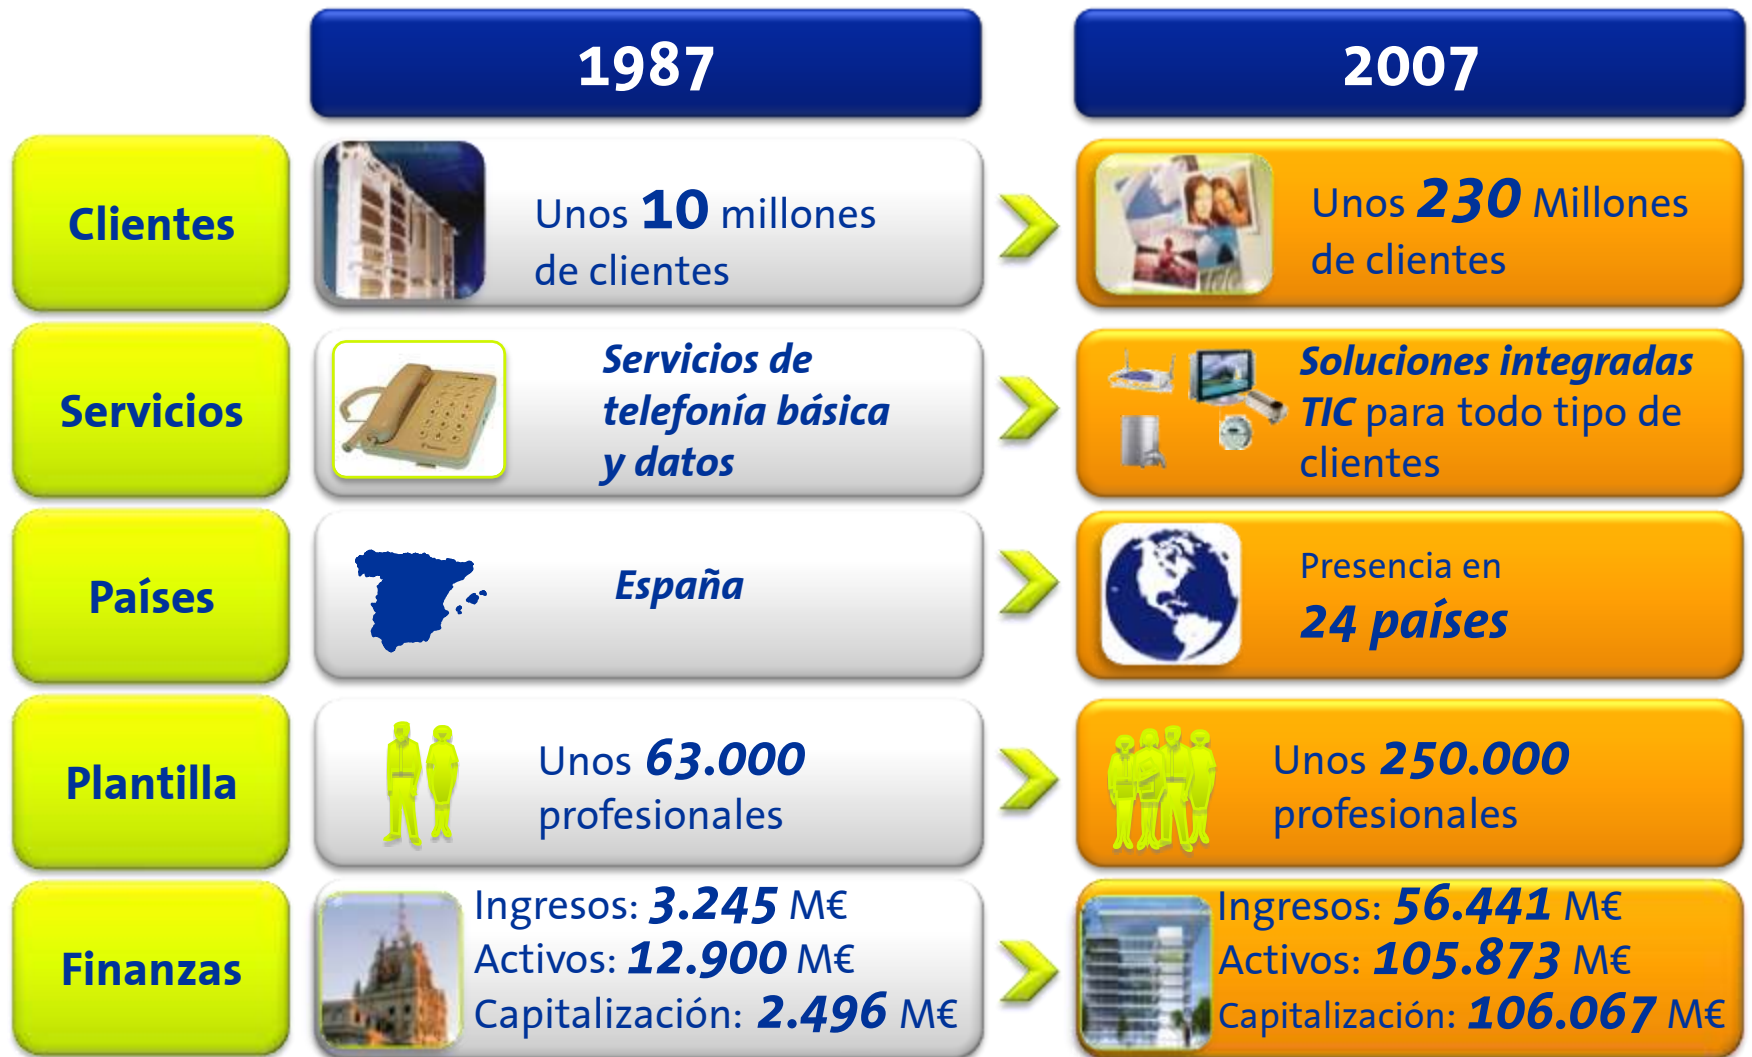 1987
2007
Clientes
Unos 10 millones
de clientes
Unos 230 Millones
de clientes
Servicios
Servicios de
telefonía básica
y datos
Soluciones integradas
TIC para todo tipo de
clientes
Países
España
Presencia en
24 países
Plantilla
Unos 63.000
profesionales
Unos 250.000
profesionales
Finanzas
Ingresos: 3.245 M€
Activos: 12.900 M€
Capitalización: 2.496 M€
Ingresos: 56.441 M€
Activos: 105.873 M€
Capitalización: 106.067 M€